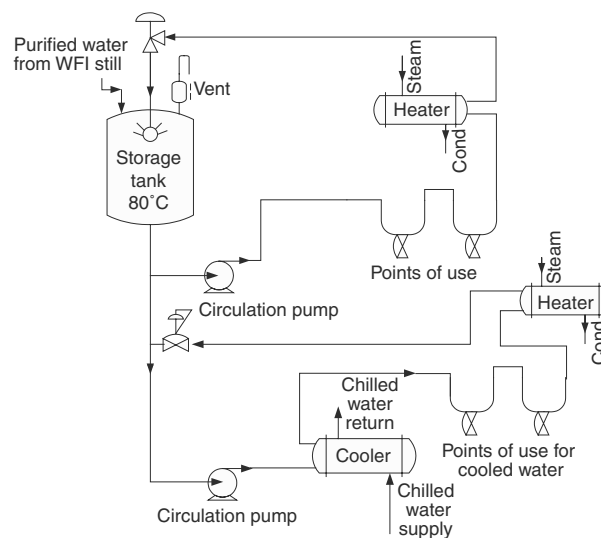 Purified water
from WFI still
Vent
Steam
Heater
Cond
Storage
tank
80˚C
Points of use
Circulation pump
Steam
Heater
Cond
Chilled
water
return
Cooler
Points of use for
cooled water
Circulation pump
Chilled
water
supply